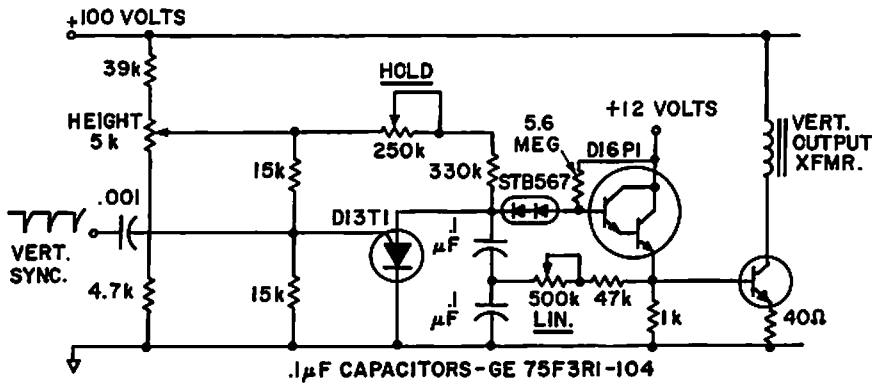 +100 VOLTS
39k
HOLD
+12 VOLTS
HEIGHT
5k
250k
5.6
MEG.
D16P1
VERT.
OUTPUT
XFMR.
15k
330k
STB567
.001
D13T1
.1
µF
VERT.
SYNC.
4.7k
15k
.1
µF
500k
LIN.
47k
1k
40Ω
.1µF CAPACITORS-GE 75F3R1-104